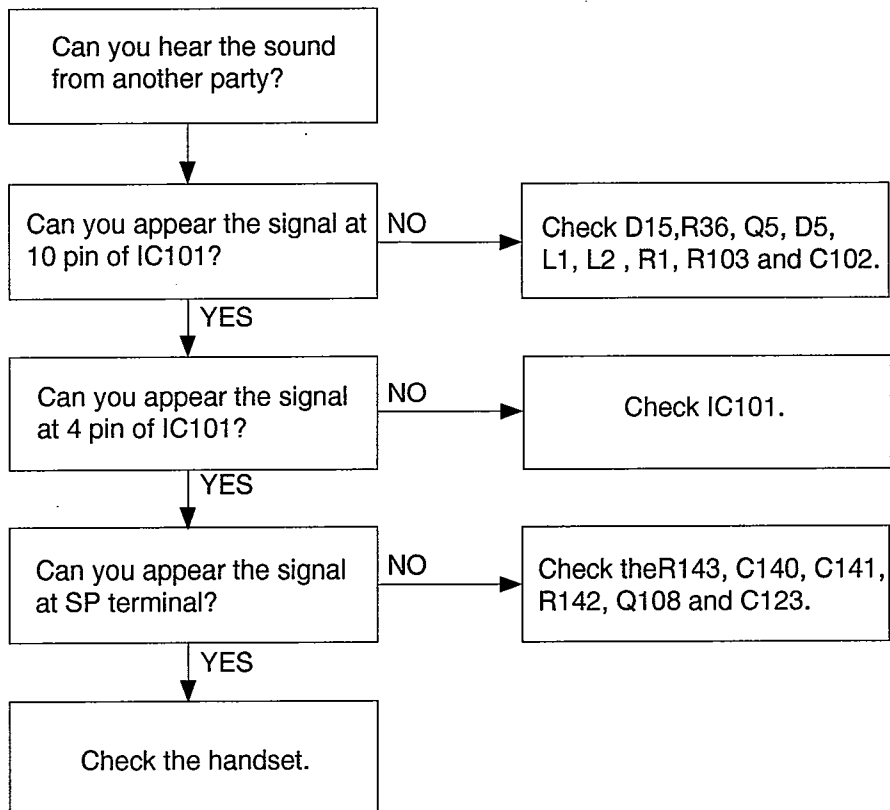 Can you hear the sound
from another party?
Can you appear the signal at
10 pin of IC101?
NO
Check D15,R36, Q5, D5,
L1, L2 , R1, R103 and C102.
YES
Can you appear the signal
at 4 pin of IC101?
NO
Check IC101.
YES
Can you appear the signal
at SP terminal?
NO
Check theR143, C140, C141,
R142, Q108 and C123.
YES
Check the handset.